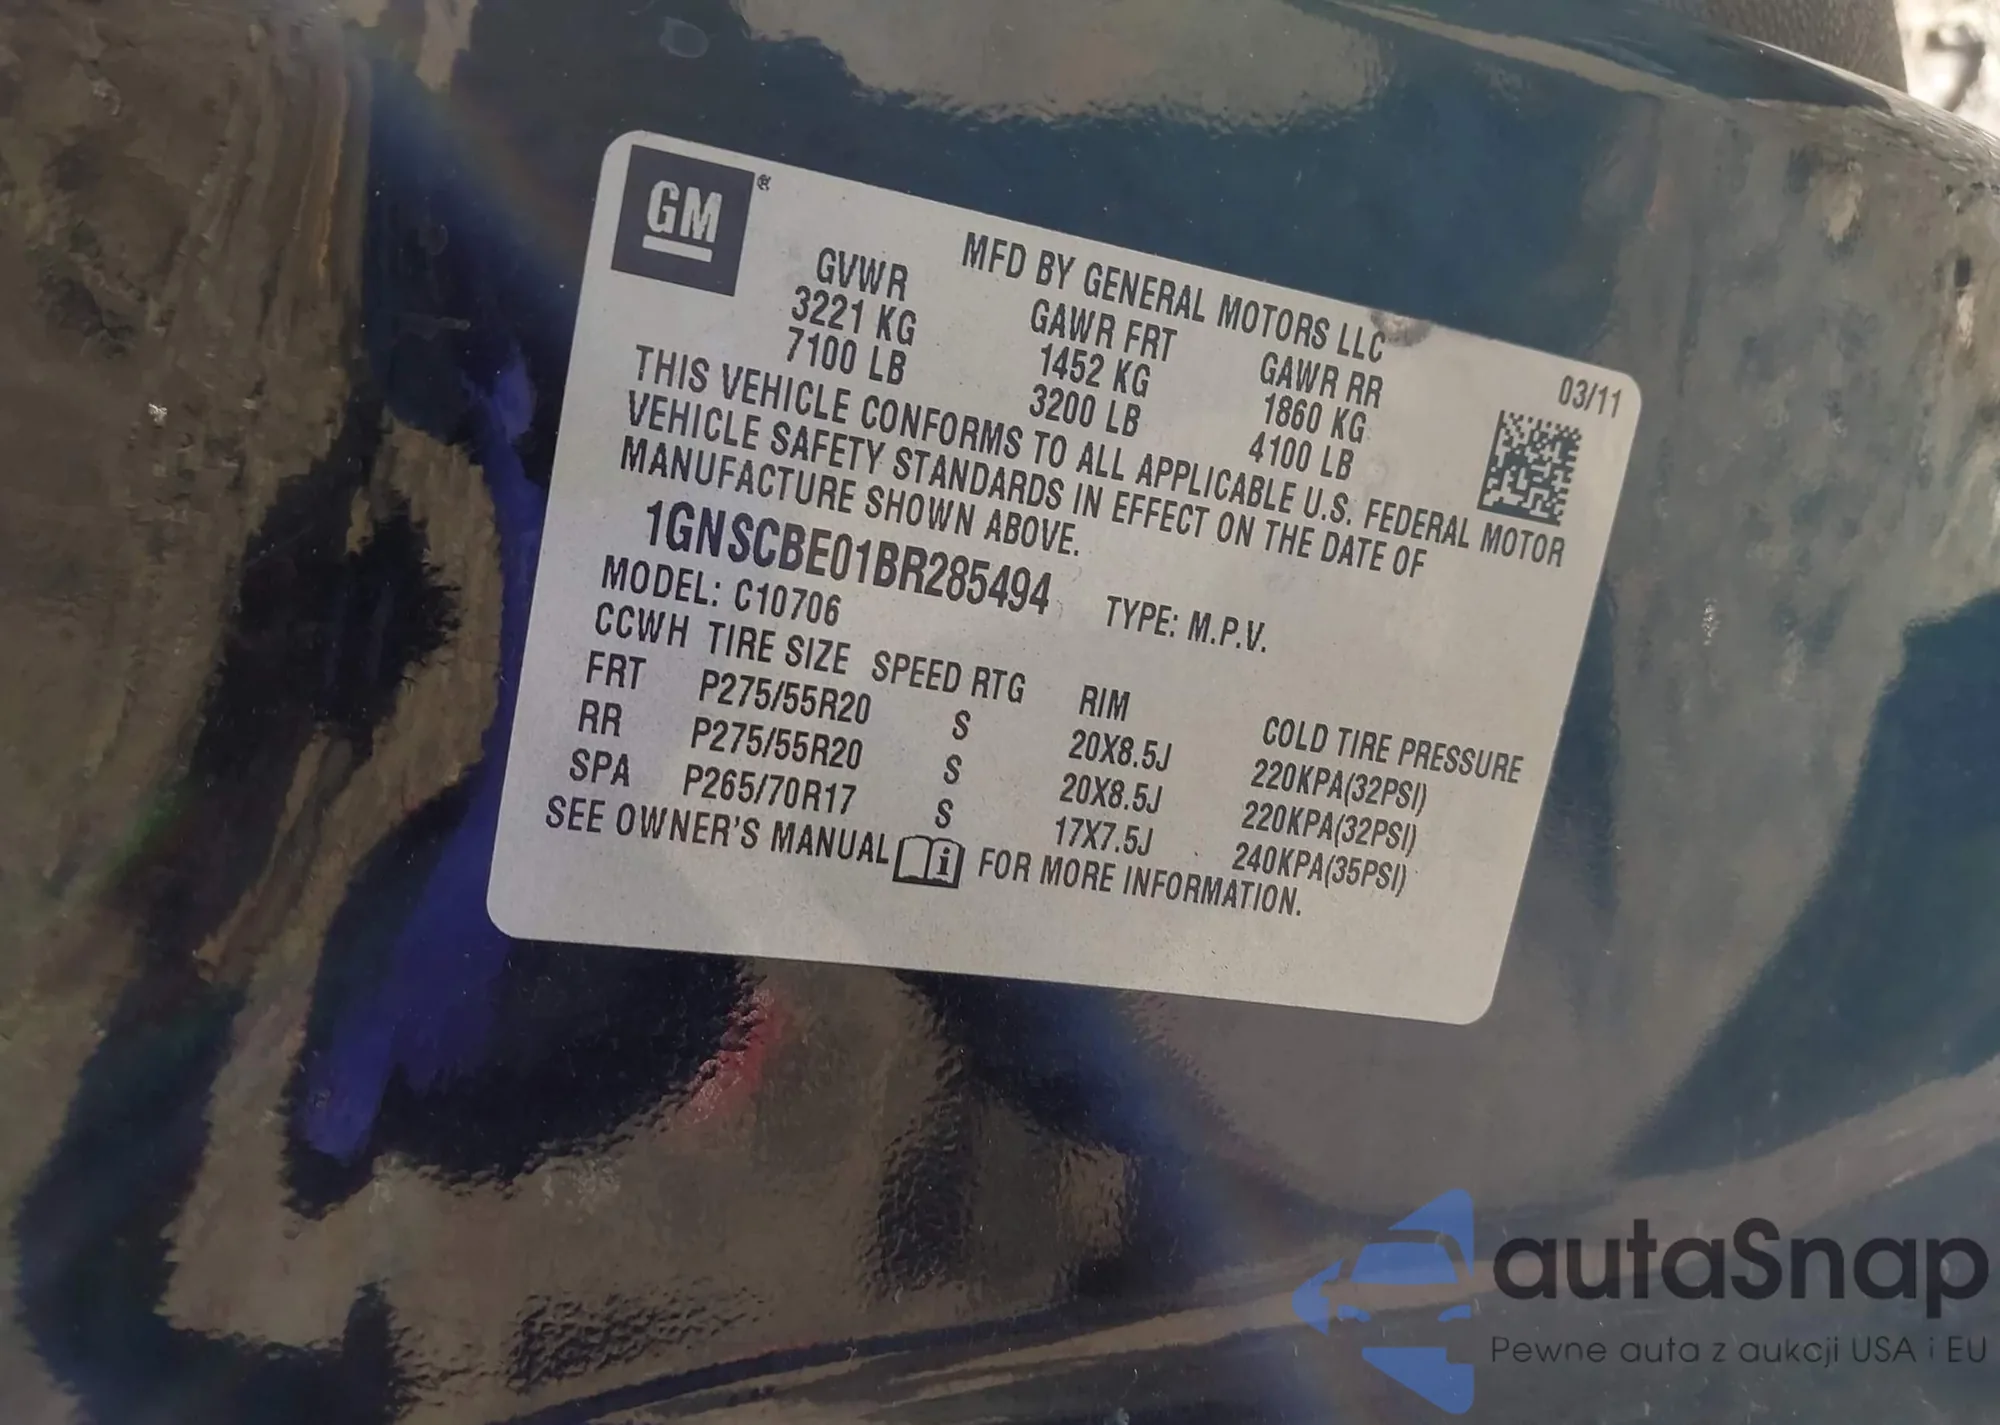 GM®
MFD BY GENERAL MOTORS LLC
03/11
GVWR GAWR FRT GAWR RR
3221 KG 1452 KG 1860 KG
7100 LB 3200 LB 4100 LB
THIS VEHICLE CONFORMS TO ALL APPLICABLE U.S. FEDERAL MOTOR
VEHICLE SAFETY STANDARDS IN EFFECT ON THE DATE OF
MANUFACTURE SHOWN ABOVE.
1GNSCBE01BR285494 TYPE: M.P.V.
MODEL: C10706
CCWH TIRE SIZE SPEED RTG RIM COLD TIRE PRESSURE
FRT P275/55R20 S 20X8.5J 220KPA(32PSI)
RR P275/55R20 S 20X8.5J 220KPA(32PSI)
SPA P265/70R17 S 17X7.5J 240KPA(35PSI)
SEE OWNER'S MANUAL i FOR MORE INFORMATION.
autaSnap
Pewne auta z aukcji USA i EU